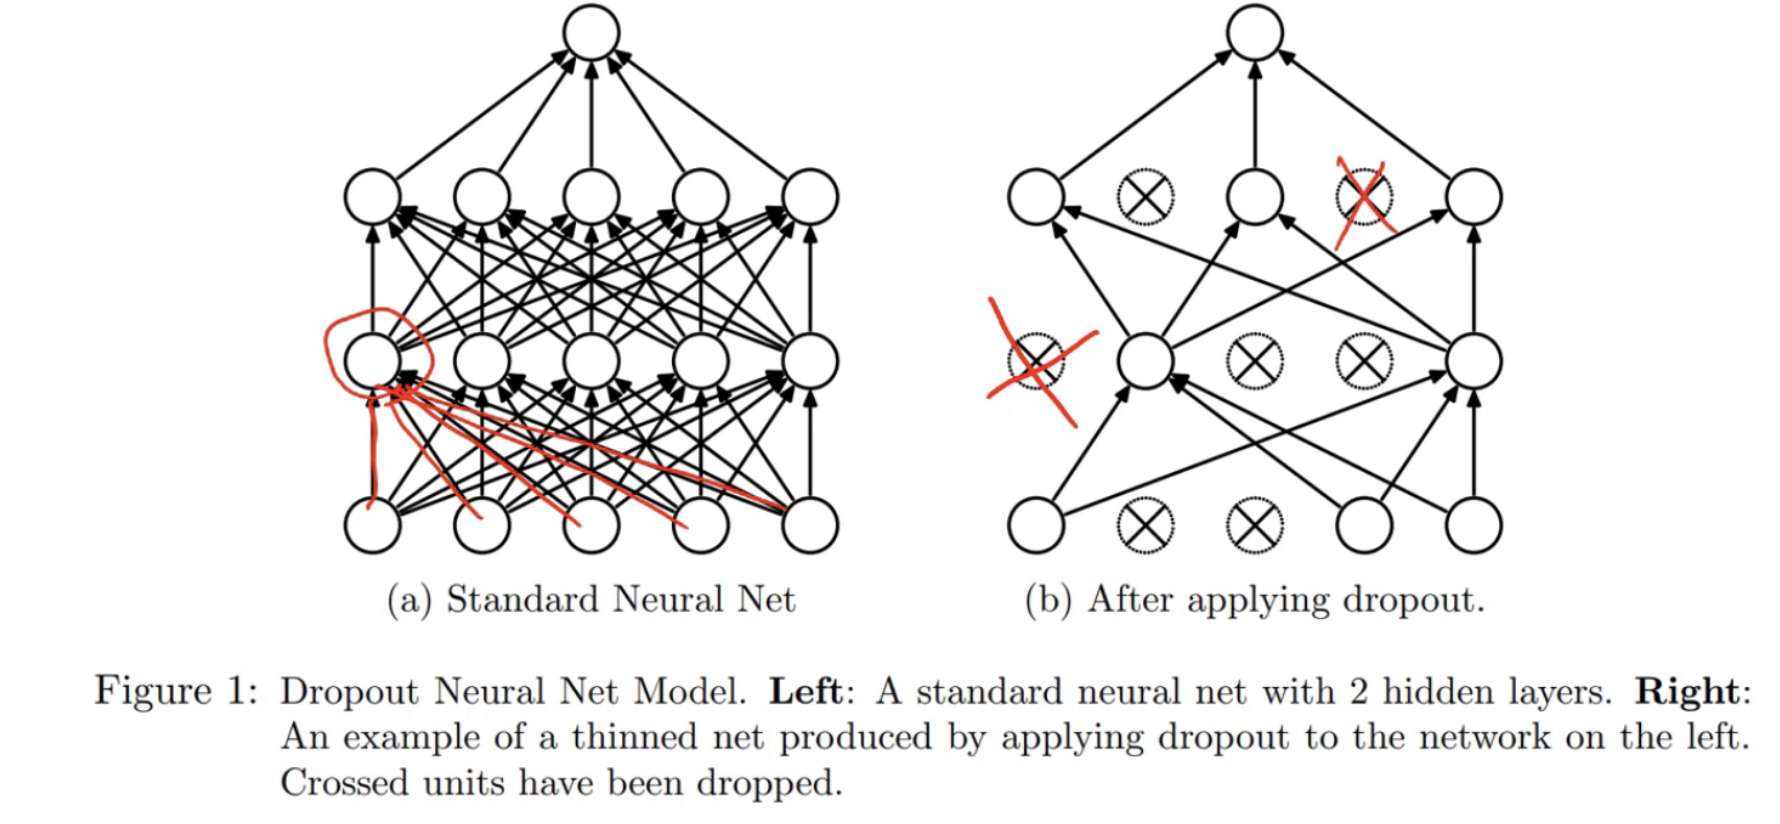 (a) Standard Neural Net
(b) After applying dropout.
Figure 1: Dropout Neural Net Model. Left: A standard neural net with 2 hidden layers. Right:
An example of a thinned net produced by applying dropout to the network on the left.
Crossed units have been dropped.